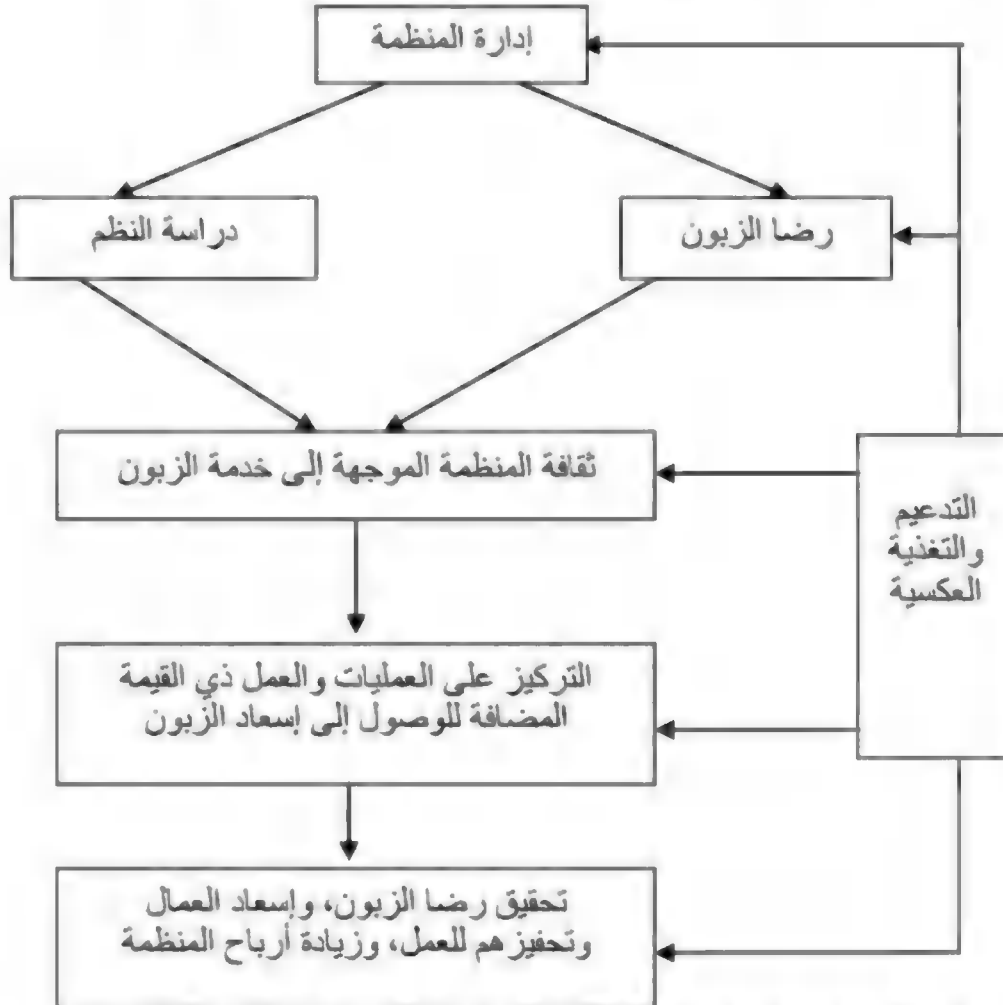 إدارة المنظمة
رضا الزبون
دراسة النظم
ثقافة المنظمة الموجهة إلى خدمة الزبون
التدعيم
والتغذية
العكسية
التركيز على العمليات والعمل ذي القيمة
المضافة للوصول إلى إسعاد الزبون
تحقيق رضا الزبون، وإسعاد العمال
وتحفيزهم للعمل، وزيادة أرباح المنظمة